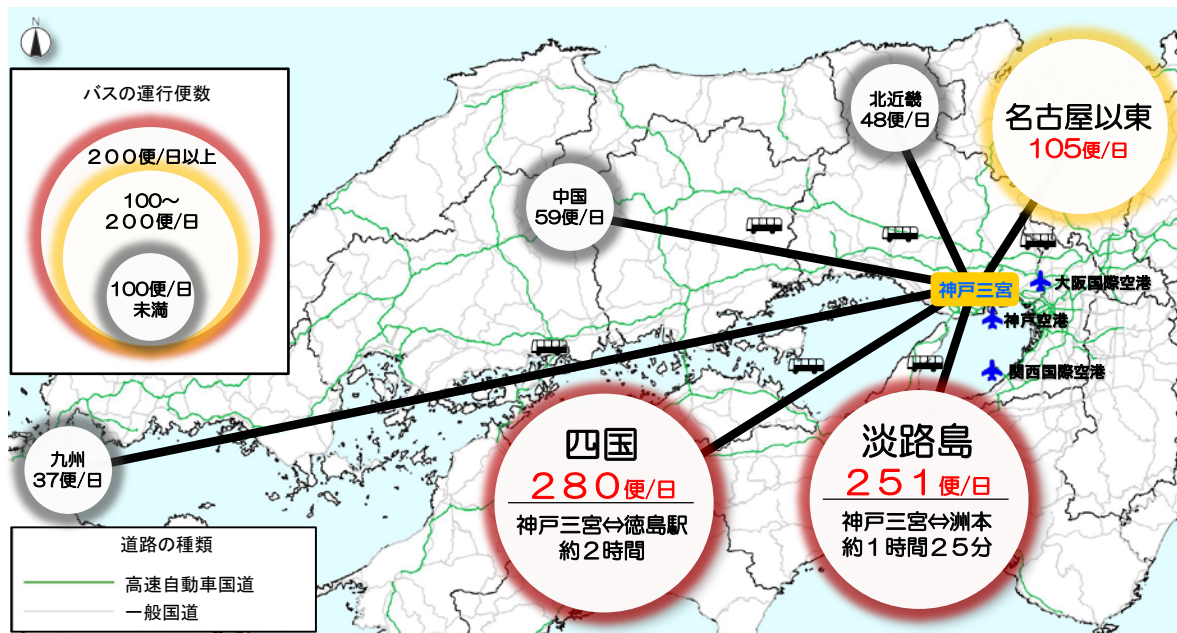 N
バスの運行便数
200便/日以上
100～
200便/日
100便/日
未満
北近畿
48便/日
名古屋以東
105便/日
中国
59便/日
神戸三宮
大阪国際空港
神戸空港
関西国際空港
九州
37便/日
四国
280便/日
神戸三宮⇔徳島駅
約2時間
淡路島
251便/日
神戸三宮⇔洲本
約1時間25分
道路の種類
高速自動車国道
一般国道